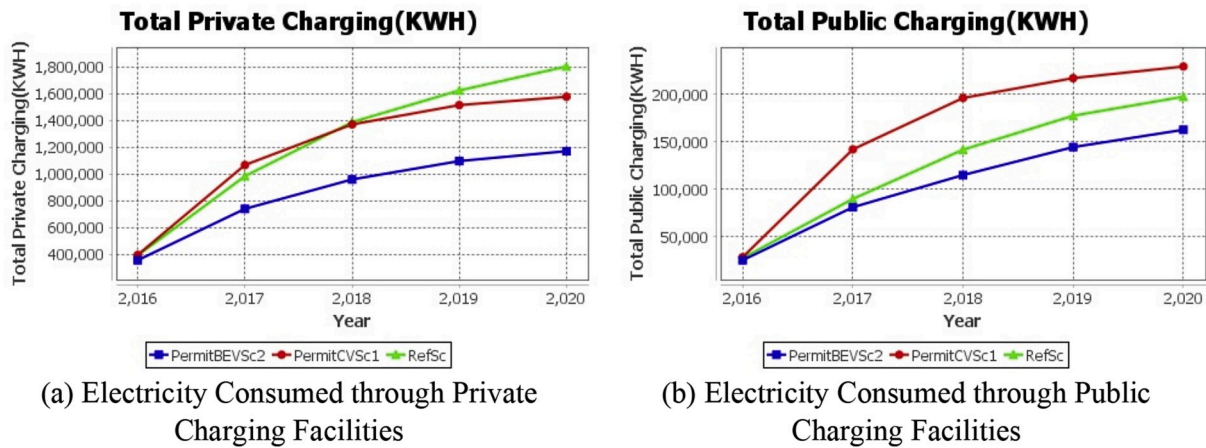 Total Private Charging(KWH)
Total Private Charging(KWH)
1,800,000
1,600,000
1,400,000
1,200,000
1,000,000
800,000
600,000
400,000
2,016 2,017 2,018 2,019 2,020
Year
PermitBEVSc2 PermitCVSc1 RefSc
(a) Electricity Consumed through Private
Charging Facilities
Total Public Charging(KWH)
Total Public Charging(KWH)
200,000
150,000
100,000
50,000
2,016 2,017 2,018 2,019 2,020
Year
PermitBEVSc2 PermitCVSc1 RefSc
(b) Electricity Consumed through Public
Charging Facilities